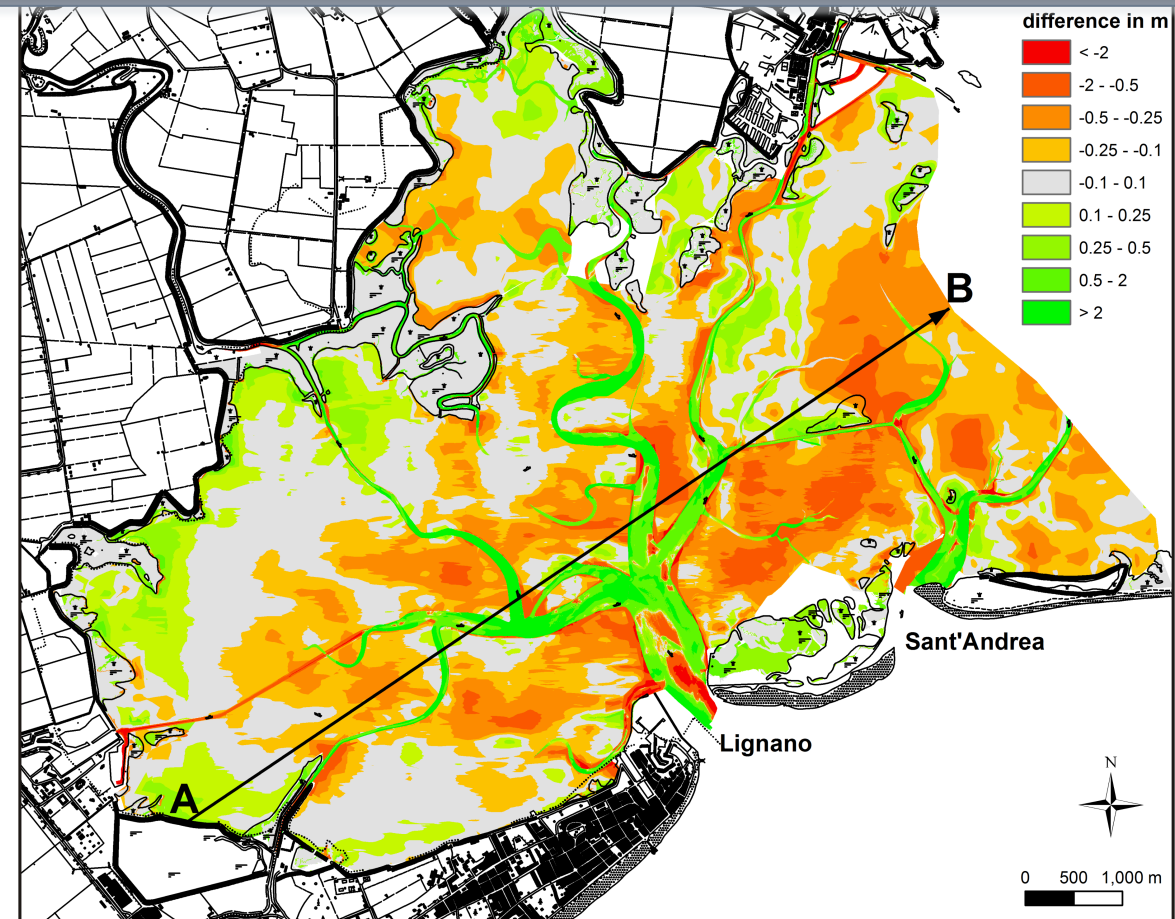 difference in m
< -2
-2 - -0.5
-0.5 - -0.25
-0.25 - -0.1
-0.1 - 0.1
0.1 - 0.25
0.25 - 0.5
0.5 - 2
> 2
B
Sant'Andrea
Lignano
A
N
0 500 1,000 m